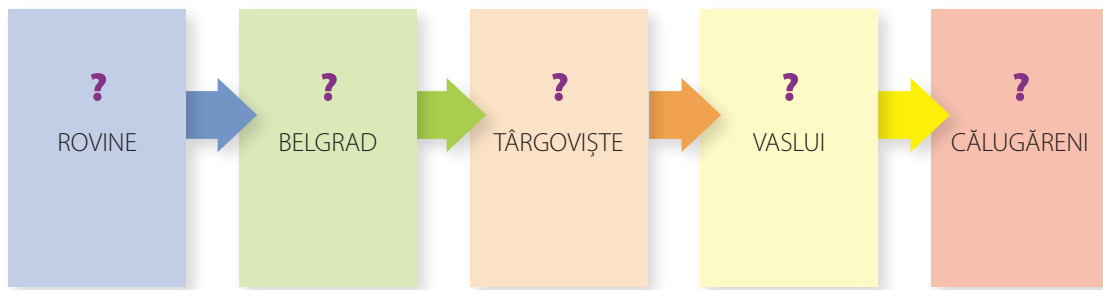 ?
ROVINE
?
BELGRAD
?
TÂRGOVIȘTE
?
VASLUI
?
CĂLUGĂRENI